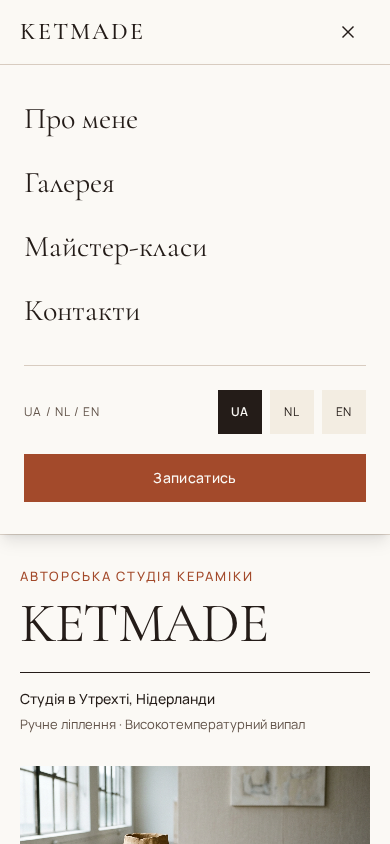 KETMADE
Про мене
Галерея
Майстер-класи
Контакти
UA / NL / EN
UA
NL
EN
Записатись
АВТОРСЬКА СТУДІЯ КЕРАМІКИ
KETMADE
Студія в Утрехті, Нідерланди
Ручне ліплення · Високотемпературний випал